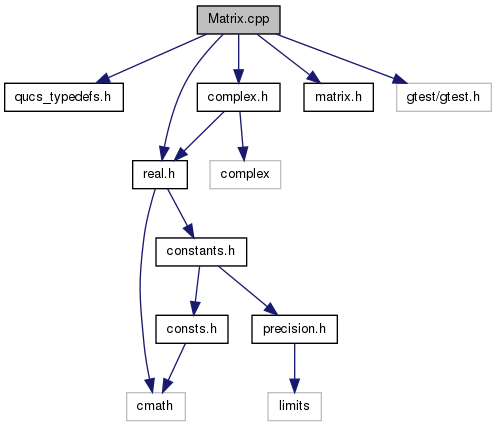 Matrix.cpp
qucs_typedefs.h
complex.h
matrix.h
gtest/gtest.h
real.h
complex
constants.h
consts.h
precision.h
cmath
limits